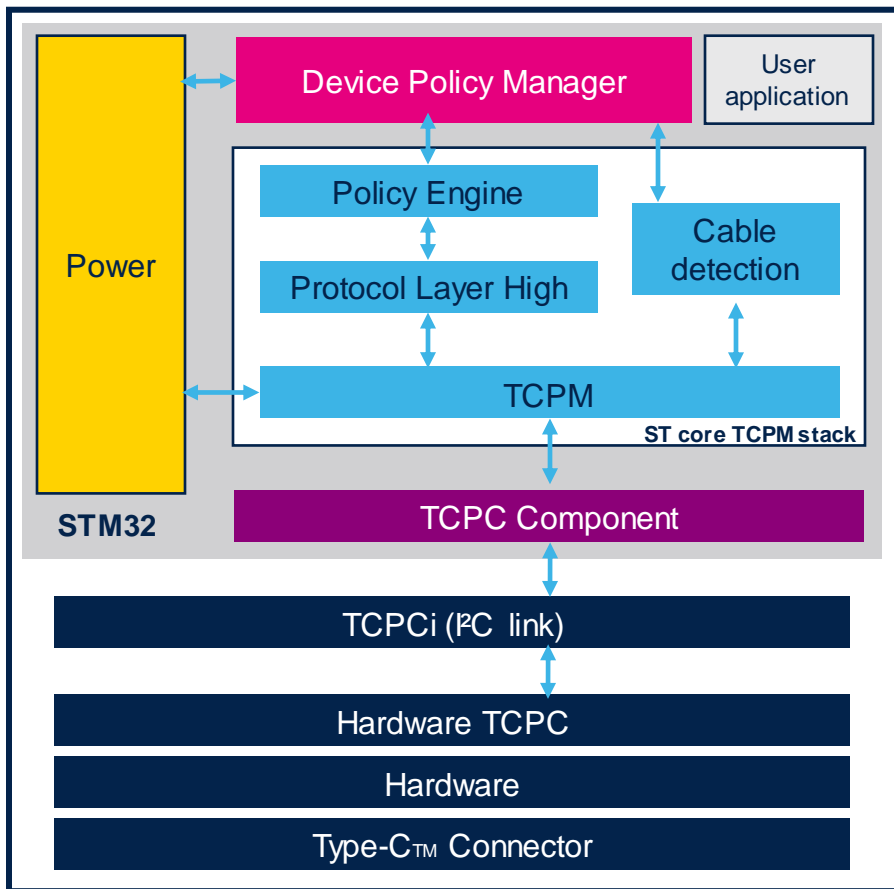 Device Policy Manager
User
application
Policy Engine
Cable
detection
Power
Protocol Layer High
TCPM
ST core TCPM stack
TCPC Component
STM32
TCPCi (I²C link)
Hardware TCPC
Hardware
Type-CTM Connector